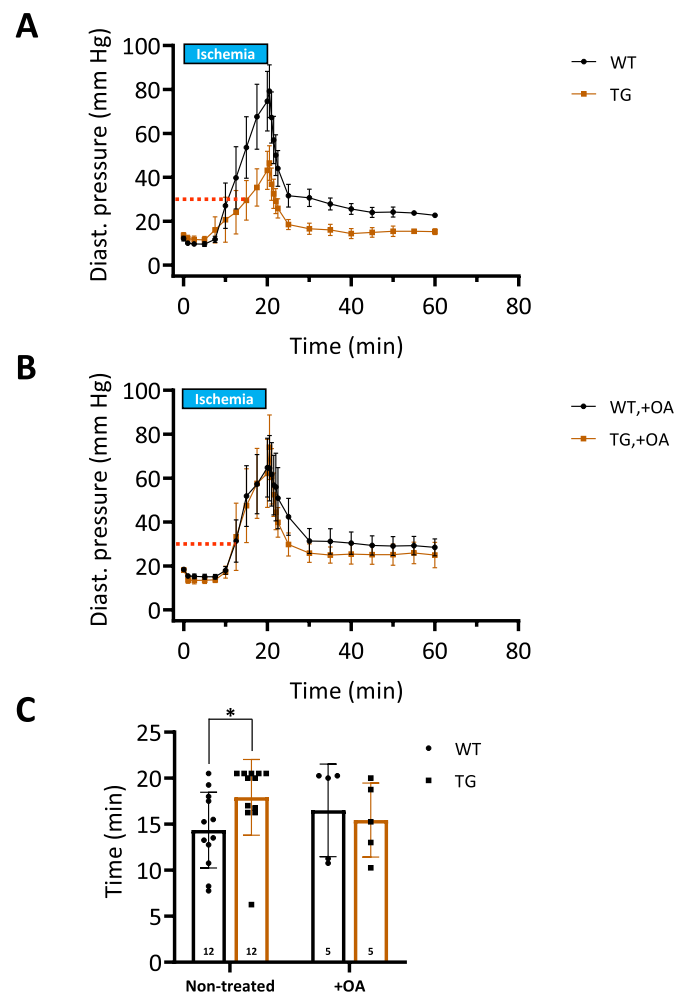 A
Diast. pressure (mm Hg)
100
80
60
40
20
0
Ischemia
WT
TG
0 20 40 60 80
Time (min)
B
Diast. pressure (mm Hg)
100
80
60
40
20
0
Ischemia
WT,+OA
TG,+OA
0 20 40 60 80
Time (min)
C
Time (min)
25
20
15
10
5
0
*
WT
TG
12 12 5 5
Non-treated +OA